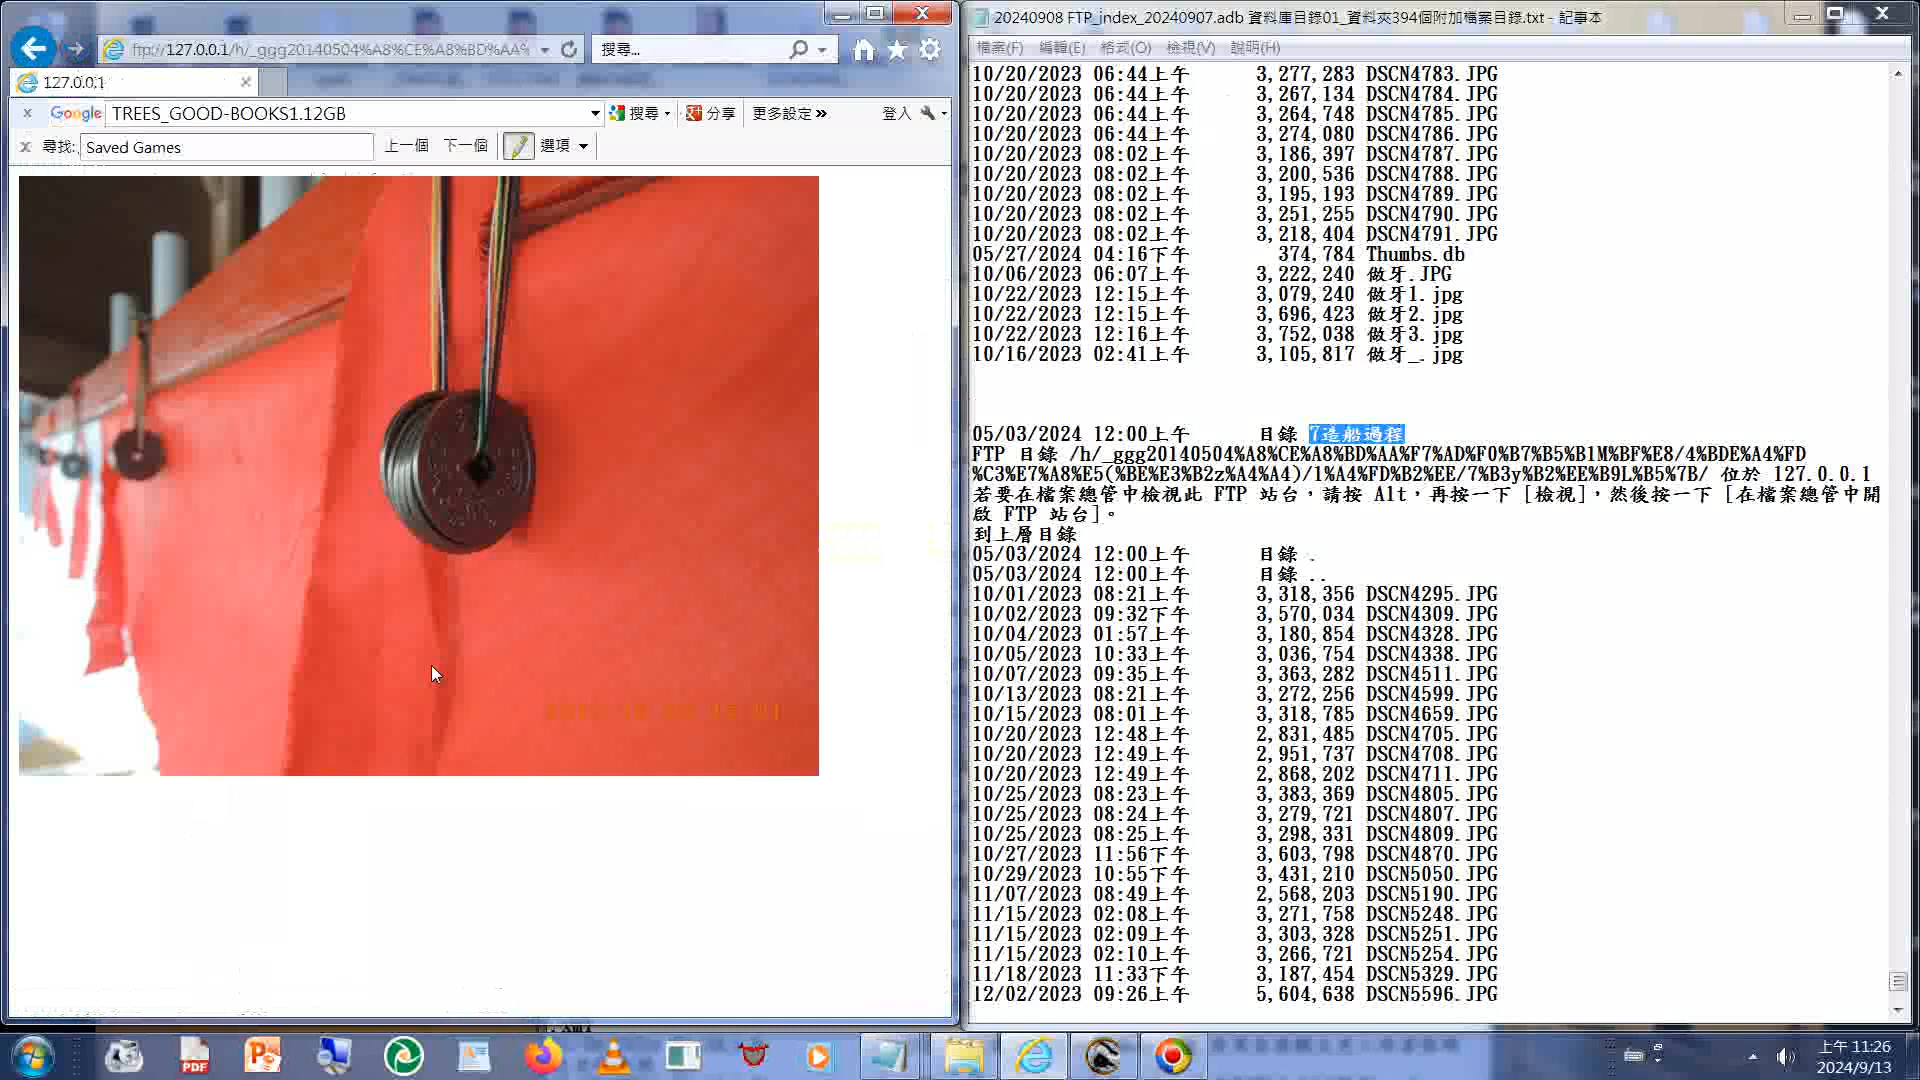 ftp://127.0.0.1/h/_ggg20140504%A8%CE%A8%BD%AA%
搜尋...
127.0.0.1
Google
TREES_GOOD-BOOKS1.12GB
搜尋
分享
更多設定 »
登入
尋找:
Saved Games
上一個
下一個
選項
20240908 FTP_index_20240907.adb 資料庫目錄01_資料夾394個附加檔案目錄.txt - 記事本
檔案(F) 編輯(E) 格式(O) 檢視(V) 說明(H)
10/20/2023 06:44上午 3,277,283 DSCN4783.JPG
10/20/2023 06:44上午 3,267,134 DSCN4784.JPG
10/20/2023 06:44上午 3,264,748 DSCN4785.JPG
10/20/2023 06:44上午 3,274,080 DSCN4786.JPG
10/20/2023 08:02上午 3,186,397 DSCN4787.JPG
10/20/2023 08:02上午 3,200,536 DSCN4788.JPG
10/20/2023 08:02上午 3,195,193 DSCN4789.JPG
10/20/2023 08:02上午 3,251,255 DSCN4790.JPG
10/20/2023 08:02上午 3,218,404 DSCN4791.JPG
05/27/2024 04:16下午 374,784 Thumbs.db
10/06/2023 06:07上午 3,222,240 做牙.JPG
10/22/2023 12:15上午 3,079,240 做牙1.jpg
10/22/2023 12:15上午 3,696,423 做牙2.jpg
10/22/2023 12:16上午 3,752,038 做牙3.jpg
10/16/2023 02:41上午 3,105,817 做牙_.jpg
05/03/2024 12:00上午 目錄 7造船過程
FTP 目錄 /h/_ggg20140504%A8%CE%A8%BD%AA%F7%AD%F0%B7%B5%B1M%BF%E8/4%BDE%A4%FD
%C3%E7%A8%E5(%BE%E3%B2z%A4%A4)/1%A4%FD%B2%EE/7%B3y%B2%EE%B9L%B5%7B/ 位於 127.0.0.1
若要在檔案總管中檢視此 FTP 站台，請按 Alt，再按一下 [檢視]，然後按一下 [在檔案總管中開
啟 FTP 站台]。
到上層目錄
05/03/2024 12:00上午 目錄 .
05/03/2024 12:00上午 目錄 ..
10/01/2023 08:21上午 3,318,356 DSCN4295.JPG
10/02/2023 09:32下午 3,570,034 DSCN4309.JPG
10/04/2023 01:57上午 3,180,854 DSCN4328.JPG
10/05/2023 10:33上午 3,036,754 DSCN4338.JPG
10/07/2023 09:35上午 3,363,282 DSCN4511.JPG
10/13/2023 08:21上午 3,272,256 DSCN4599.JPG
10/15/2023 08:01上午 3,318,785 DSCN4659.JPG
10/20/2023 12:48上午 2,831,485 DSCN4705.JPG
10/20/2023 12:49上午 2,951,737 DSCN4708.JPG
10/20/2023 12:49上午 2,868,202 DSCN4711.JPG
10/25/2023 08:23上午 3,383,369 DSCN4805.JPG
10/25/2023 08:24上午 3,279,721 DSCN4807.JPG
10/25/2023 08:25上午 3,298,331 DSCN4809.JPG
10/27/2023 11:56下午 3,603,798 DSCN4870.JPG
10/29/2023 10:55下午 3,431,210 DSCN5050.JPG
11/07/2023 08:49上午 2,568,203 DSCN5190.JPG
11/15/2023 02:08上午 3,271,758 DSCN5248.JPG
11/15/2023 02:09上午 3,303,328 DSCN5251.JPG
11/15/2023 02:10上午 3,266,721 DSCN5254.JPG
11/18/2023 11:33下午 3,187,454 DSCN5329.JPG
12/02/2023 09:26上午 5,604,638 DSCN5596.JPG
PDF
上午 11:26
2024/9/13